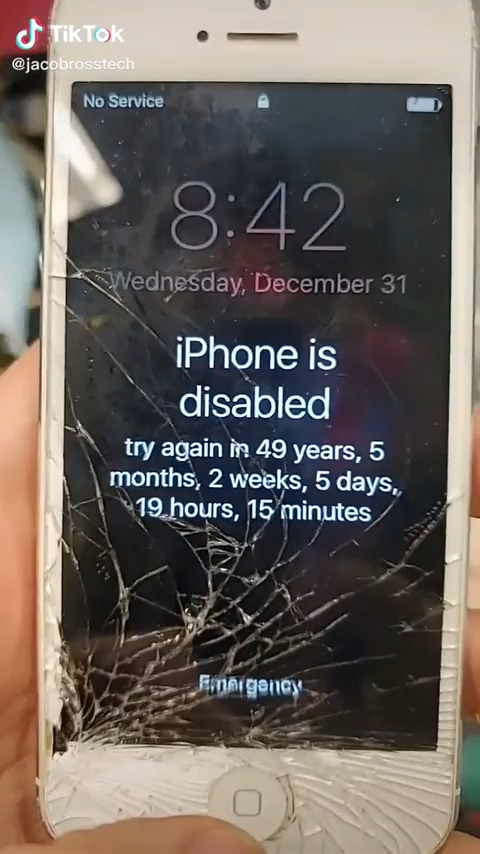 TikTok
@jacobrosstech
No Service
8:42
Wednesday, December 31
iPhone is
disabled
try again in 49 years, 5
months, 2 weeks, 5 days,
19 hours, 15 minutes
Emergency